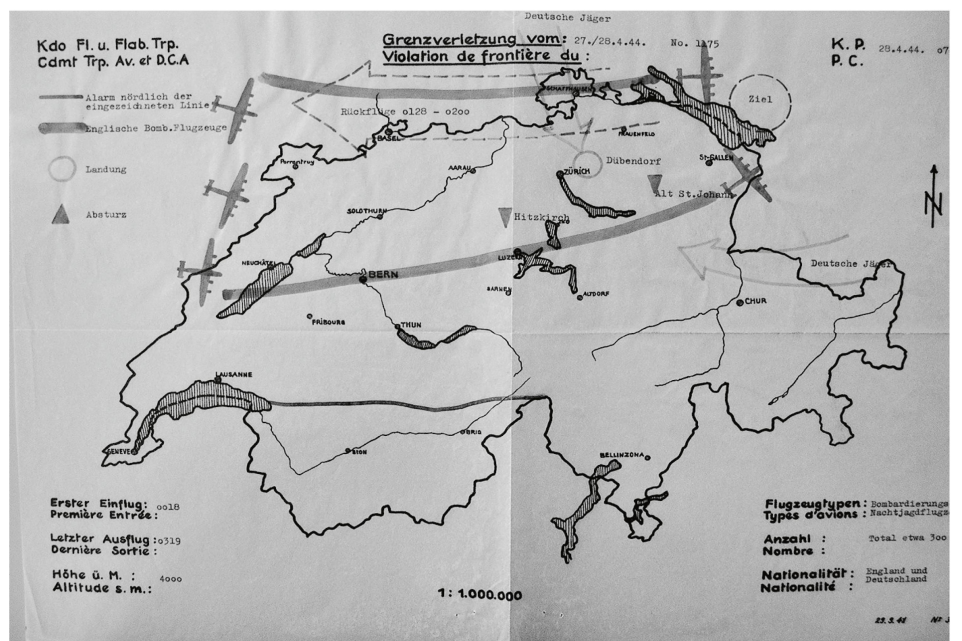 Deutsche Jäger
Kdo Fl. u. Flab. Trp.
Cdmt Trp. Av. et D.C.A
Grenzverletzung vom: 27./28.4.44. No. 1175
Violation de frontière du :
K.P. 28.4.44. 07
P.C.
Alarm nördlich der
eingezeichneten Linie
Englische Bomb.Flugzeuge
Landung
Absturz
Rückflüge 0128 - 0200
SCHAFFHAUSEN
Ziel
BASEL
FRAUENFELD
Porrentruy
AARAU
ZÜRICH
Dübendorf
St-GALLEN
Alt St.Johann
SOLOTHURN
Hitzkirch
ZUG
NEUCHÂTEL
BERN
LUZERN
Deutsche Jäger
SARNEN
ALTDORF
CHUR
FRIBOURG
THUN
LAUSANNE
BRIG
SION
GENEVE
BELLINZONA
Erster Einflug: 0018
Première Entrée:
Letzter Ausflug: 0319
Dernière Sortie:
Höhe ü. M. : 4000
Altitude s. m.:
1: 1.000.000
Flugzeugtypen: Bombardierungs
Types d'avions: Nachtjagdflugz
Anzahl : Total etwa 300
Nombre :
Nationalität: England und
Nationalité: Deutschland